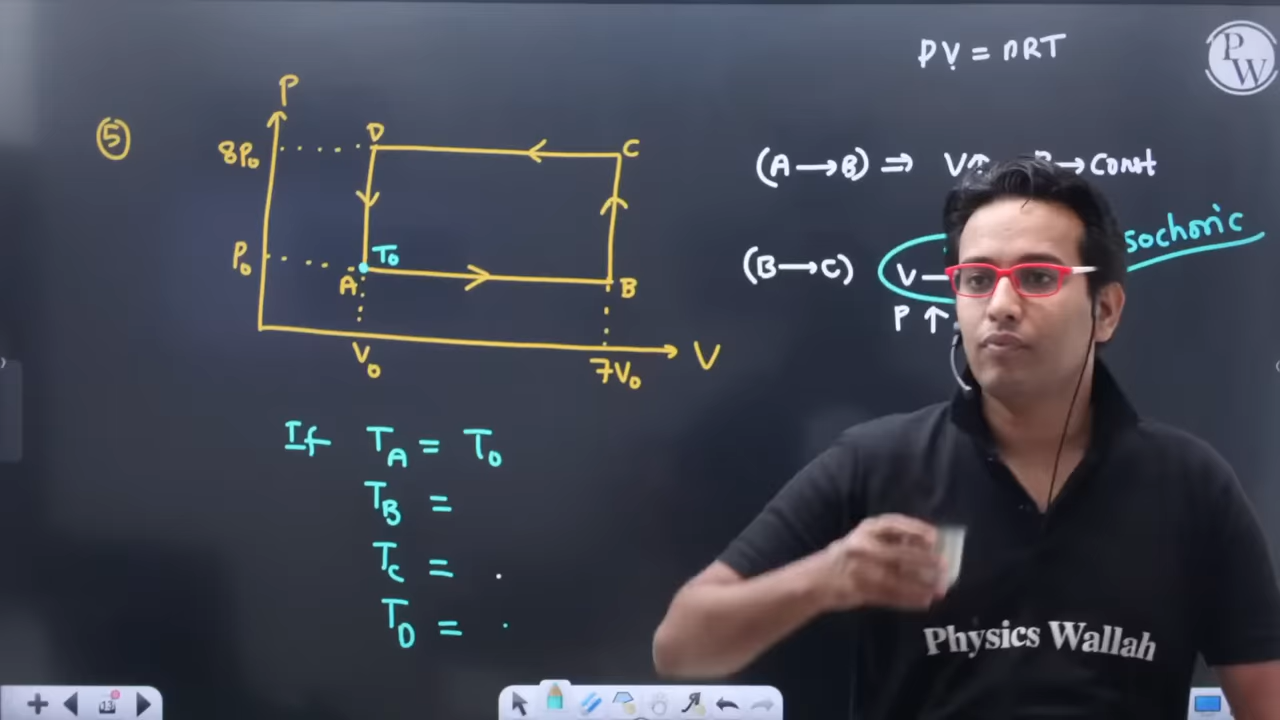 PV = nRT
PW
5
P
8P₀
D
C
(A → B) ⇒ V↑ → Const
sochoric
P₀
T₀
A
B
(B → C) V –
P ↑
V₀
7V₀
V
If T_A = T₀
T_B =
T_C =
T_D =
Physics Wallah
13